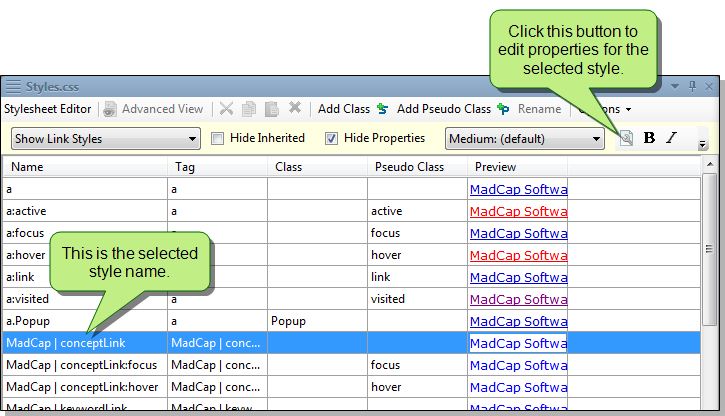 Click this button to
edit properties for the
selected style.
Styles.css
Stylesheet Editor Advanced View Add Class Add Pseudo Class Rename
Show Link Styles Hide Inherited Hide Properties Medium: (default) B I
Name Tag Class Pseudo Class Preview
a a MadCap Softwa
a:active a active MadCap Softwa
a:focus focus MadCap Softwa
a:hover hover MadCap Softwa
This is the selected
style name.
a:link link MadCap Softwa
a:visited a visited MadCap Softwa
a.Popup a Popup MadCap Softwa
MadCap | conceptLink MadCap | conc... MadCap Softwa
MadCap | conceptLink:focus MadCap | conc... focus MadCap Softwa
MadCap | conceptLink:hover MadCap | conc... hover MadCap Softwa
MadCap | keywordLink MadCap | keyw... MadCap Softwa